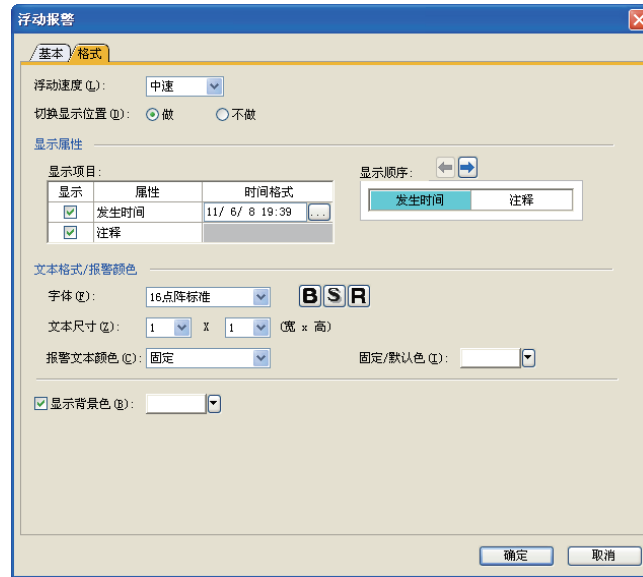 浮动报警
基本 格式
浮动速度(L): 中速
切换显示位置(D): 做 不做
显示属性
显示项目: 显示顺序:
显示 属性 时间格式
发生时间 11/ 6/ 8 19:39 ...
注释
发生时间 注释
文本格式/报警颜色
字体(F): 16点阵标准 B S R
文本尺寸(Z): 1 X 1 (宽 x 高)
报警文本颜色(C): 固定 固定/默认色(I):
显示背景色(B):
确定 取消